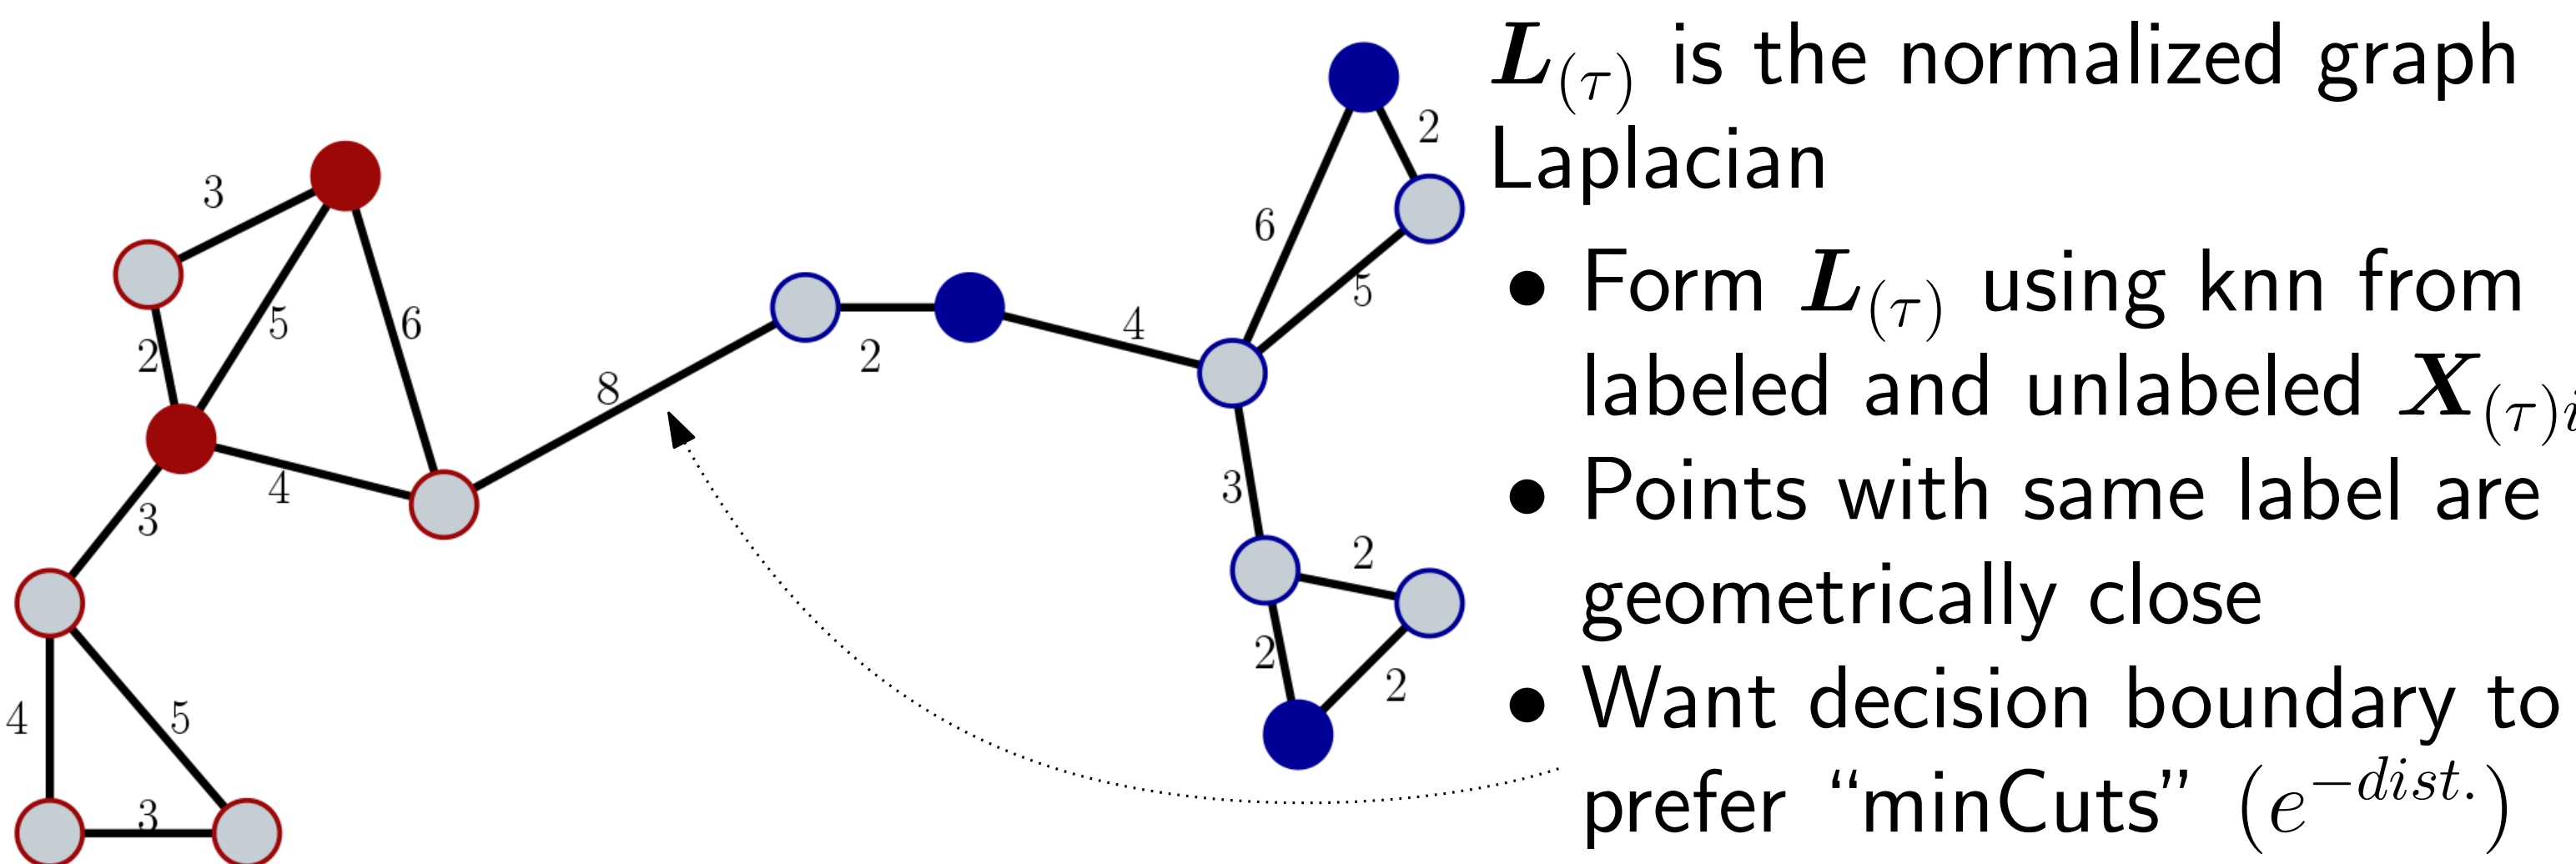 L(τ) is the normalized graph
Laplacian
• Form L(τ) using knn from
labeled and unlabeled X(τ)i
• Points with same label are
geometrically close
• Want decision boundary to
prefer “minCuts” (e^−dist.)
3
5
6
2
4
3
4
5
3
8
2
4
6
2
5
3
2
2
2